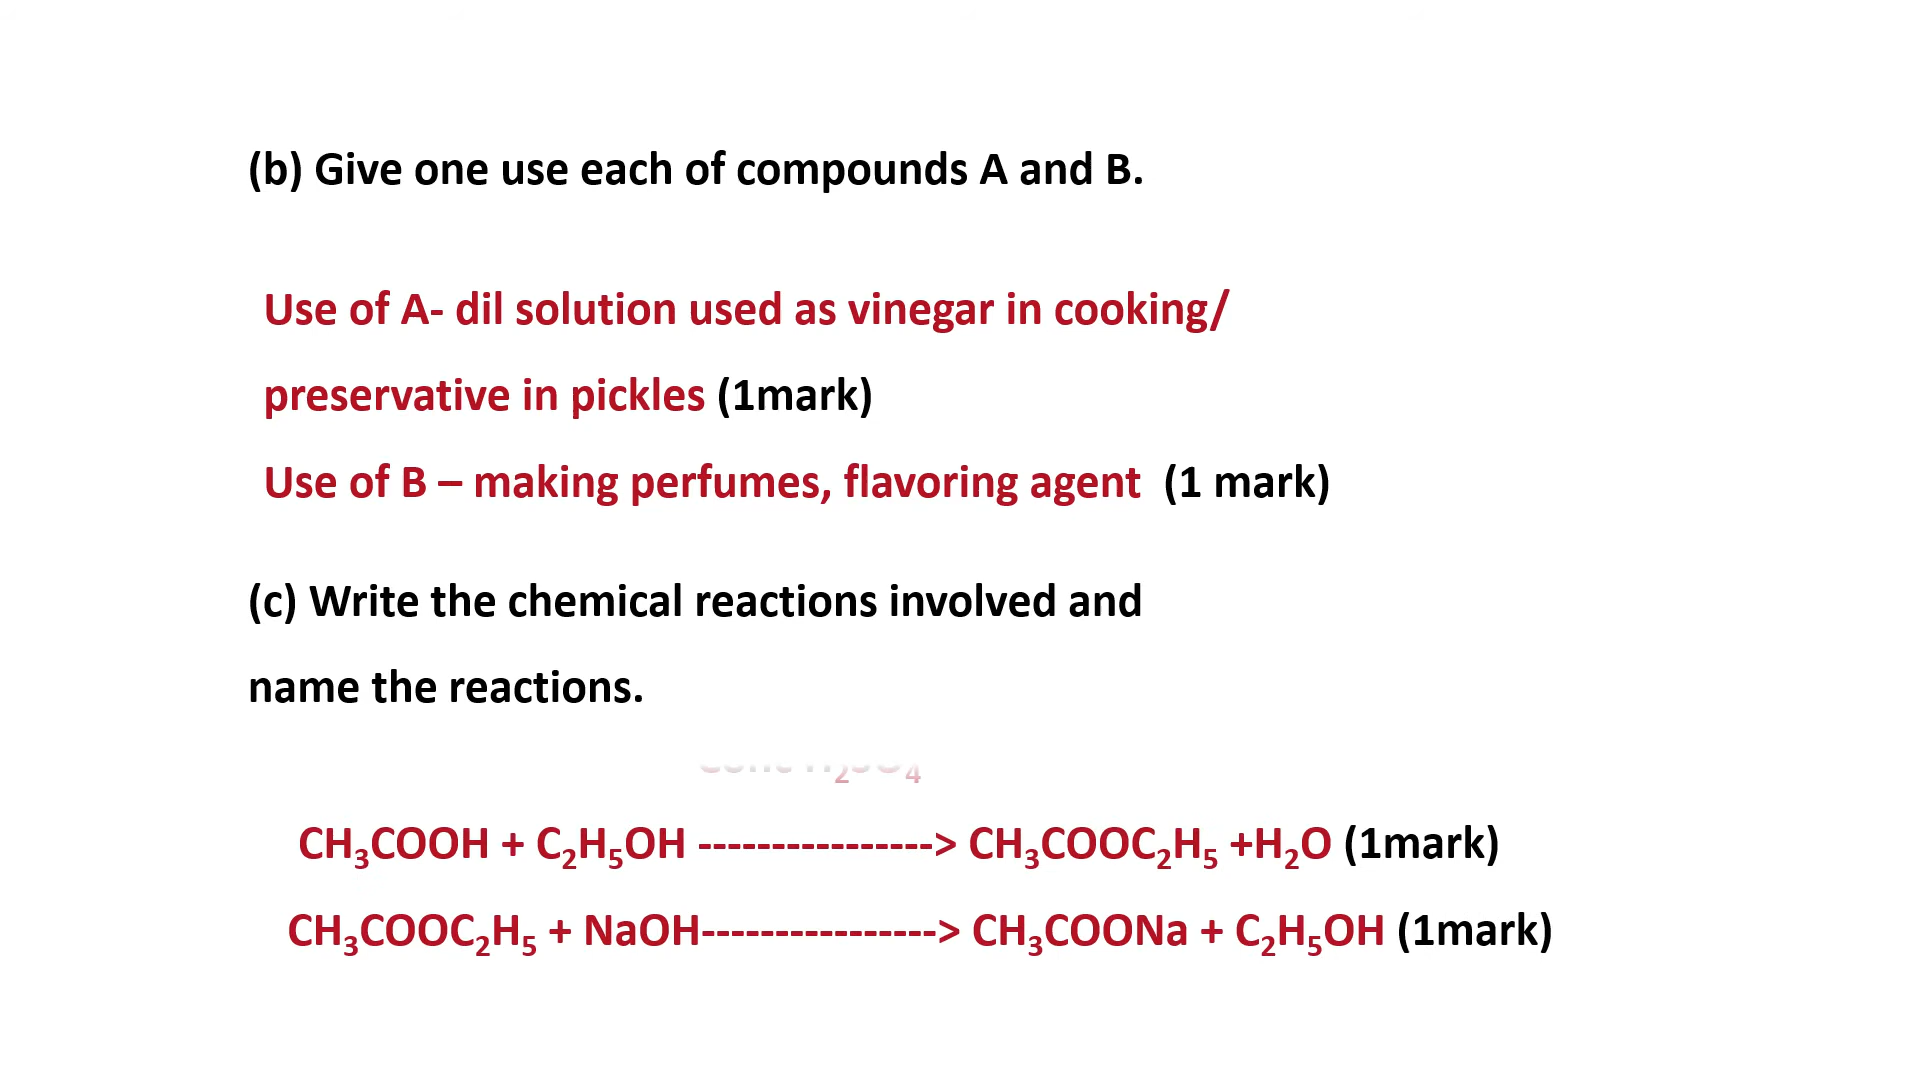 (b) Give one use each of compounds A and B.
Use of A- dil solution used as vinegar in cooking/
preservative in pickles (1mark)
Use of B – making perfumes, flavoring agent (1 mark)
(c) Write the chemical reactions involved and
name the reactions.
CH₃COOH + C₂H₅OH ----------------> CH₃COOC₂H₅ +H₂O (1mark)
CH₃COOC₂H₅ + NaOH----------------> CH₃COONa + C₂H₅OH (1mark)